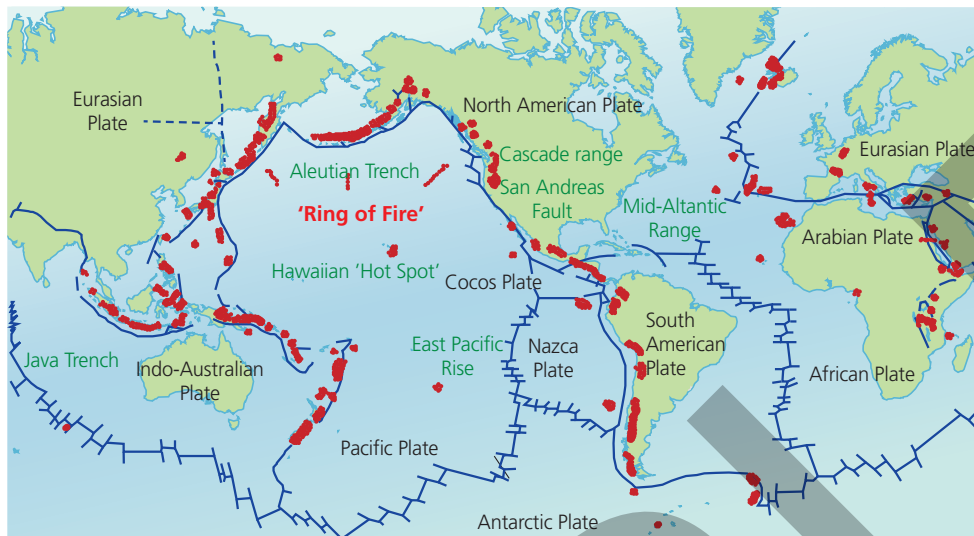 Eurasian
Plate
North American Plate
Cascade range
Eurasian Plate
Aleutian Trench
San Andreas
Fault
'Ring of Fire'
Mid-Altantic
Range
Arabian Plate
Hawaiian 'Hot Spot'
Cocos Plate
Java Trench
Indo-Australian
Plate
East Pacific
Rise
Nazca
Plate
South
American
Plate
African Plate
Pacific Plate
Antarctic Plate